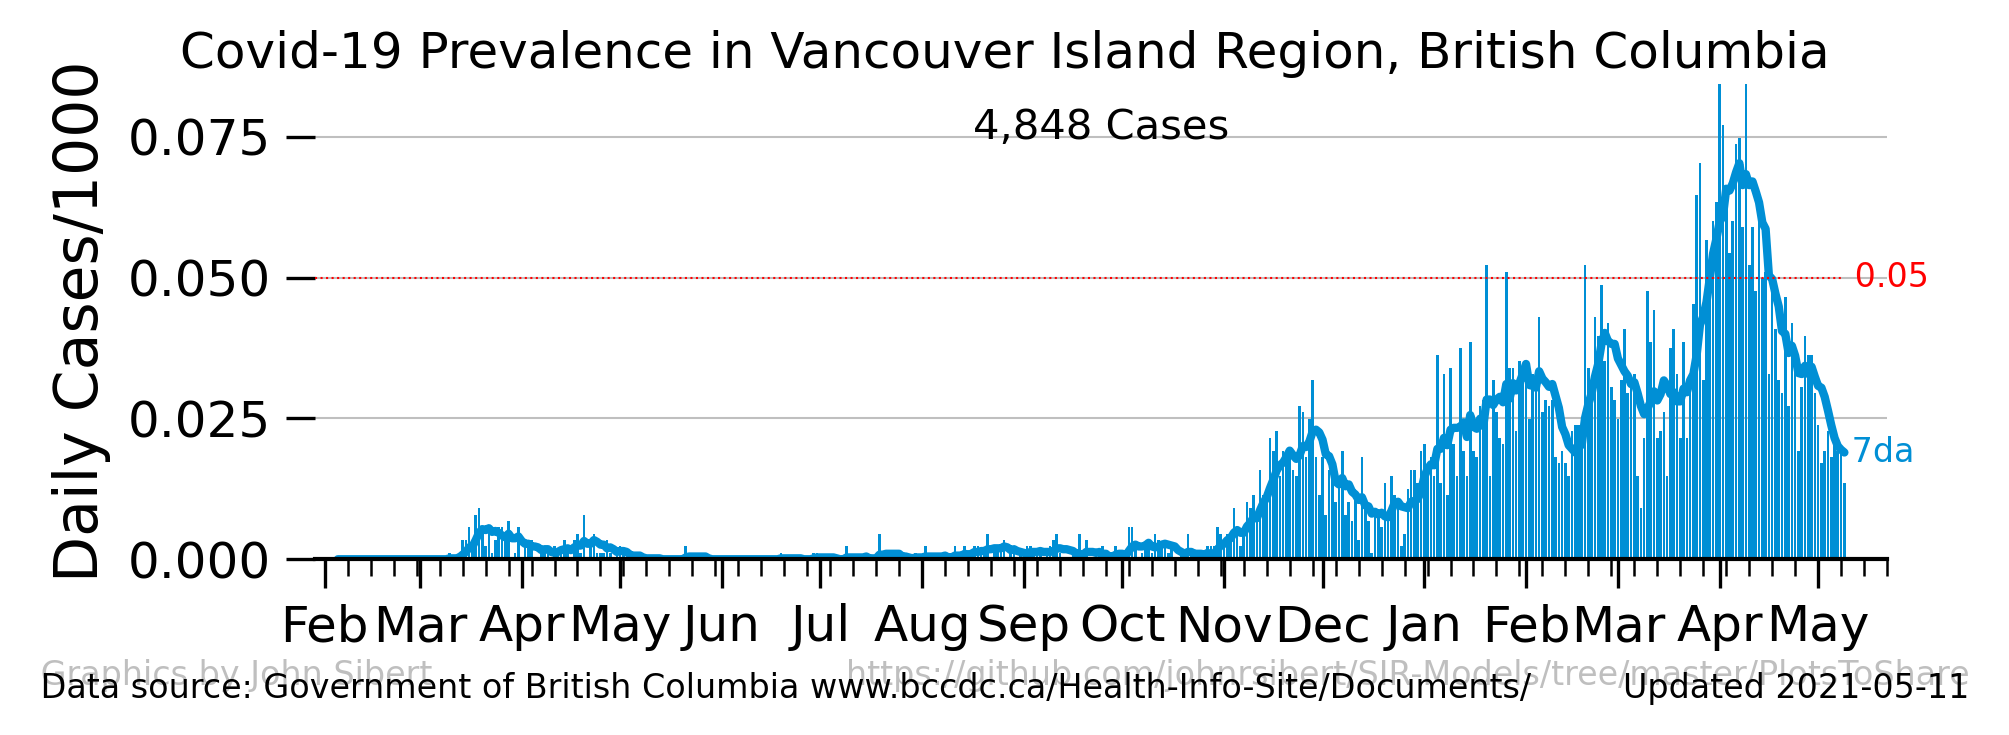 Covid-19 Prevalence in Vancouver Island Region, British Columbia
4,848 Cases
Daily Cases/1000
0.075
0.050
0.025
0.000
0.05
7da
Feb Mar Apr May Jun Jul Aug Sep Oct Nov Dec Jan Feb Mar Apr May
Graphics by John Sibert https://github.com/johnrsibert/SIR-Models/tree/master/PlotsToShare
Data source: Government of British Columbia www.bccdc.ca/Health-Info-Site/Documents/ Updated 2021-05-11